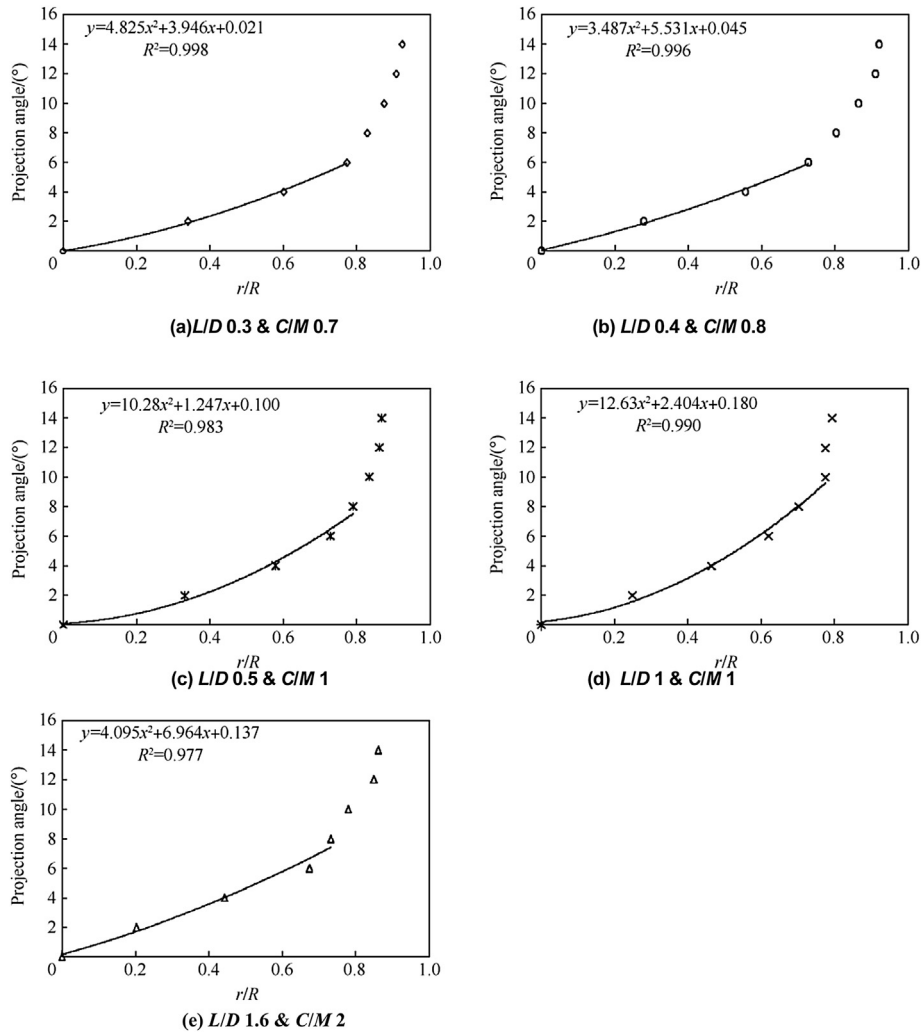 y=4.825x²+3.946x+0.021
R²=0.998
Projection angle/(°)
14
12
10
8
6
4
2
0
0.2
0.4
0.6
0.8
1.0
r/R
(a)L/D 0.3 & C/M 0.7
y=3.487x²+5.531x+0.045
R²=0.996
Projection angle/(°)
14
12
10
8
6
4
2
0
0.2
0.4
0.6
0.8
1.0
r/R
(b) L/D 0.4 & C/M 0.8
y=10.28x²+1.247x+0.100
R²=0.983
Projection angle/(°)
16
14
12
10
8
6
4
2
0
0.2
0.4
0.6
0.8
1.0
r/R
(c) L/D 0.5 & C/M 1
y=12.63x²+2.404x+0.180
R²=0.990
Projection angle/(°)
16
14
12
10
8
6
4
2
0
0.2
0.4
0.6
0.8
1.0
r/R
(d) L/D 1 & C/M 1
y=4.095x²+6.964x+0.137
R²=0.977
Projection angle/(°)
16
14
12
10
8
6
4
2
0
0.2
0.4
0.6
0.8
1.0
r/R
(e) L/D 1.6 & C/M 2